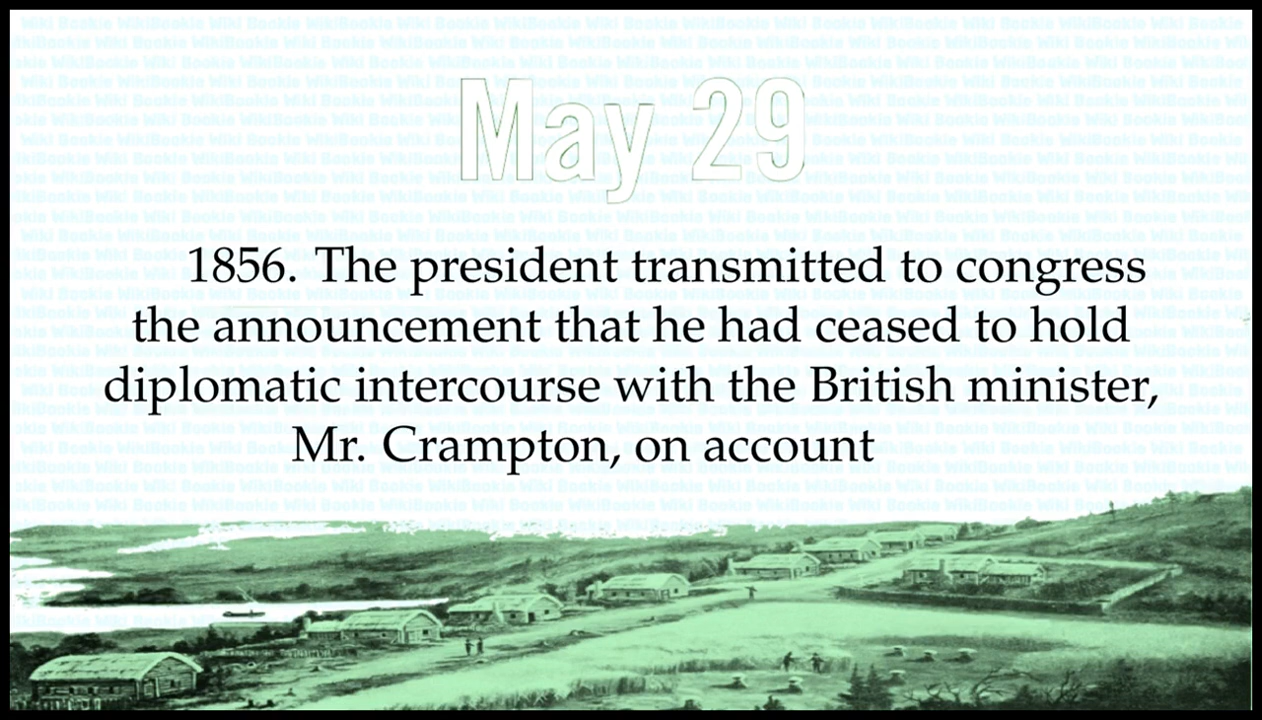 May 29
1856. The president transmitted to congress
the announcement that he had ceased to hold
diplomatic intercourse with the British minister,
Mr. Crampton, on account